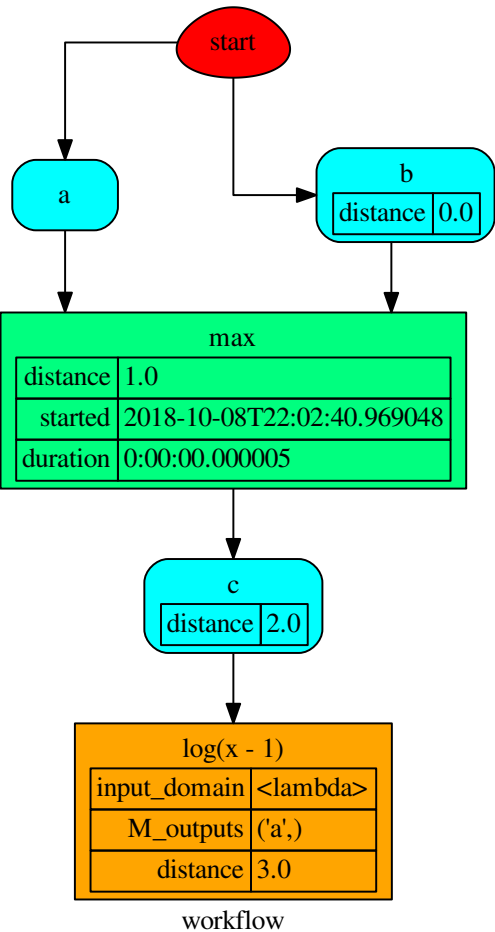 start
a
b
distance 0.0
max
distance 1.0
started 2018-10-08T22:02:40.969048
duration 0:00:00.000005
c
distance 2.0
log(x - 1)
input_domain <lambda>
M_outputs ('a',)
distance 3.0
workflow